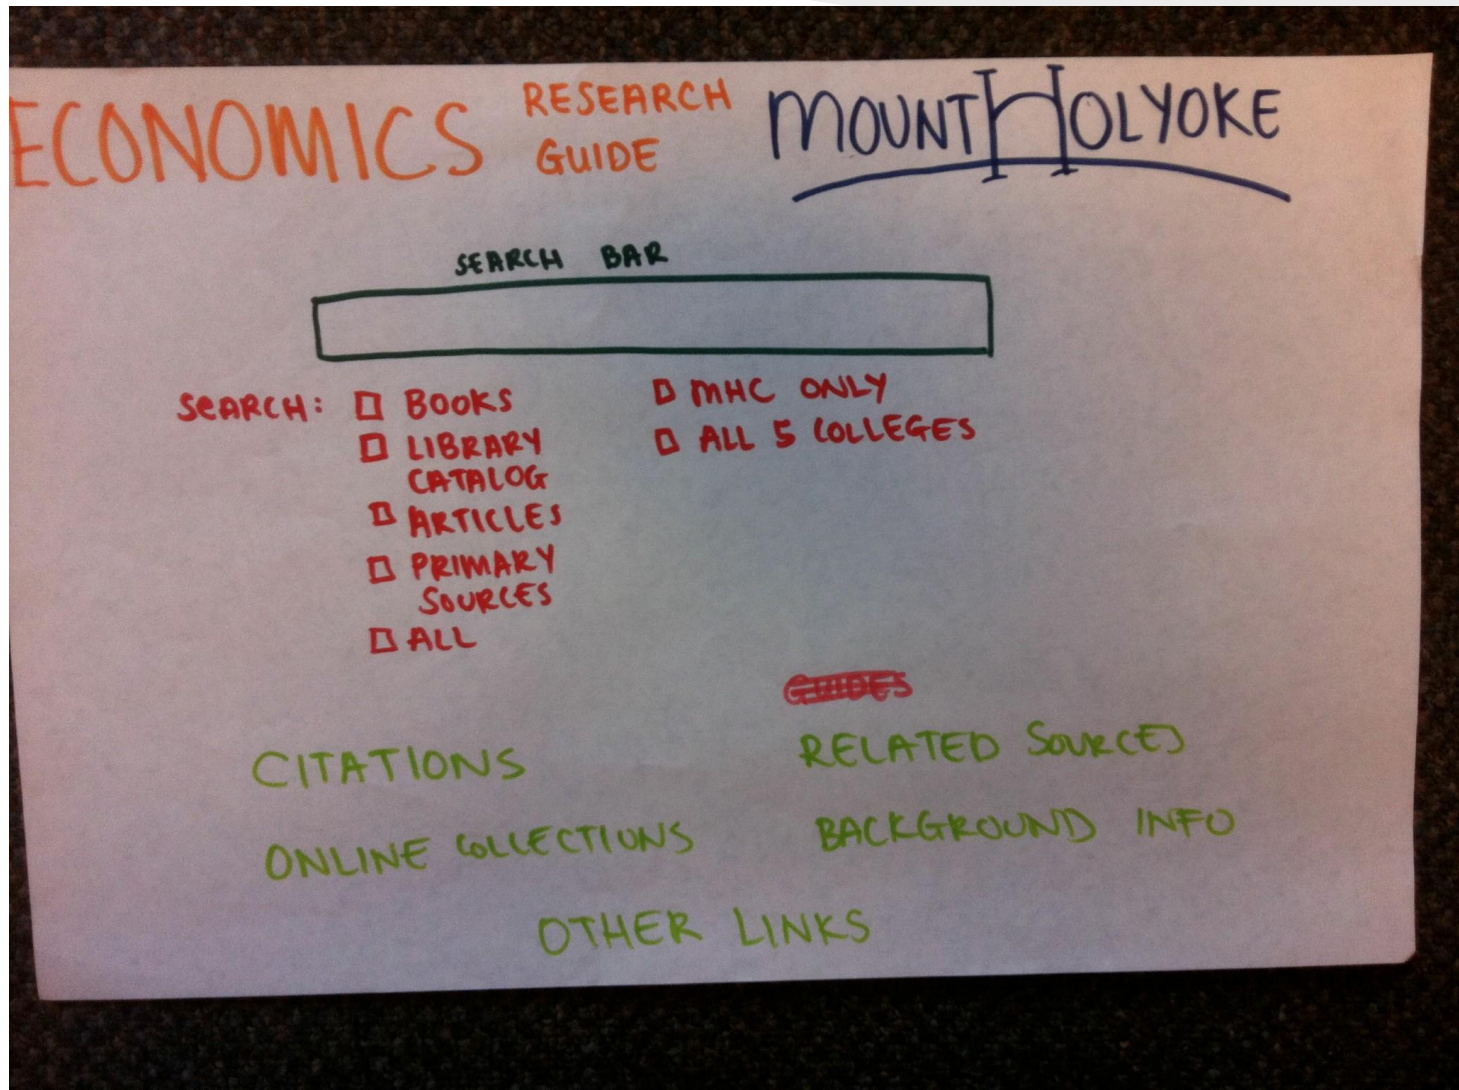 ECONOMICS RESEARCH GUIDE
MOUNT HOLYOKE
SEARCH BAR
SEARCH:
BOOKS
LIBRARY
CATALOG
ARTICLES
PRIMARY
SOURCES
ALL
MHC ONLY
ALL 5 COLLEGES
GUIDES
CITATIONS
RELATED SOURCES
ONLINE COLLECTIONS
BACKGROUND INFO
OTHER LINKS